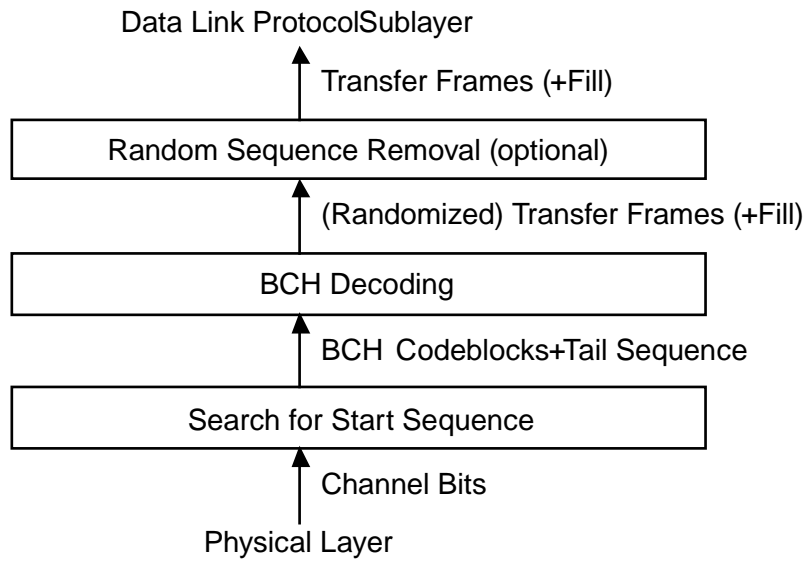 Data Link ProtocolSublayer
Transfer Frames (+Fill)
Random Sequence Removal (optional)
(Randomized) Transfer Frames (+Fill)
BCH Decoding
BCH Codeblocks+Tail Sequence
Search for Start Sequence
Channel Bits
Physical Layer